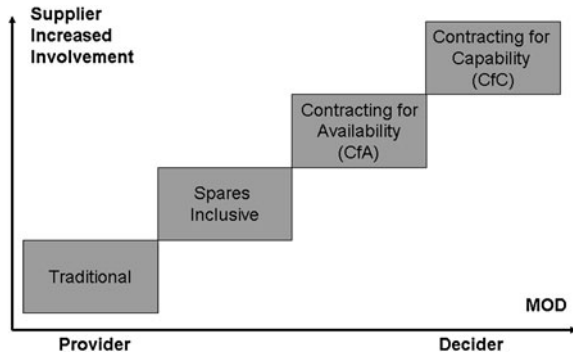 Supplier
Increased
Involvement
Contracting for
Capability
(CfC)
Contracting for
Availability
(CfA)
Spares
Inclusive
Traditional
MOD
Provider
Decider